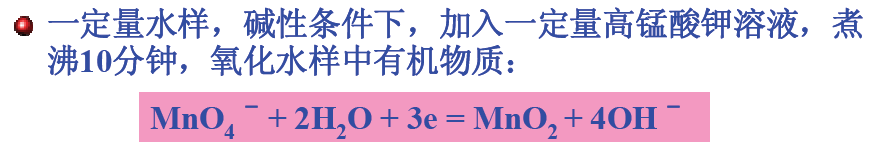 一定量水样，碱性条件下，加入一定量高锰酸钾溶液，煮
沸10分钟，氧化水样中有机物质：
MnO₄⁻ + 2H₂O + 3e = MnO₂ + 4OH⁻